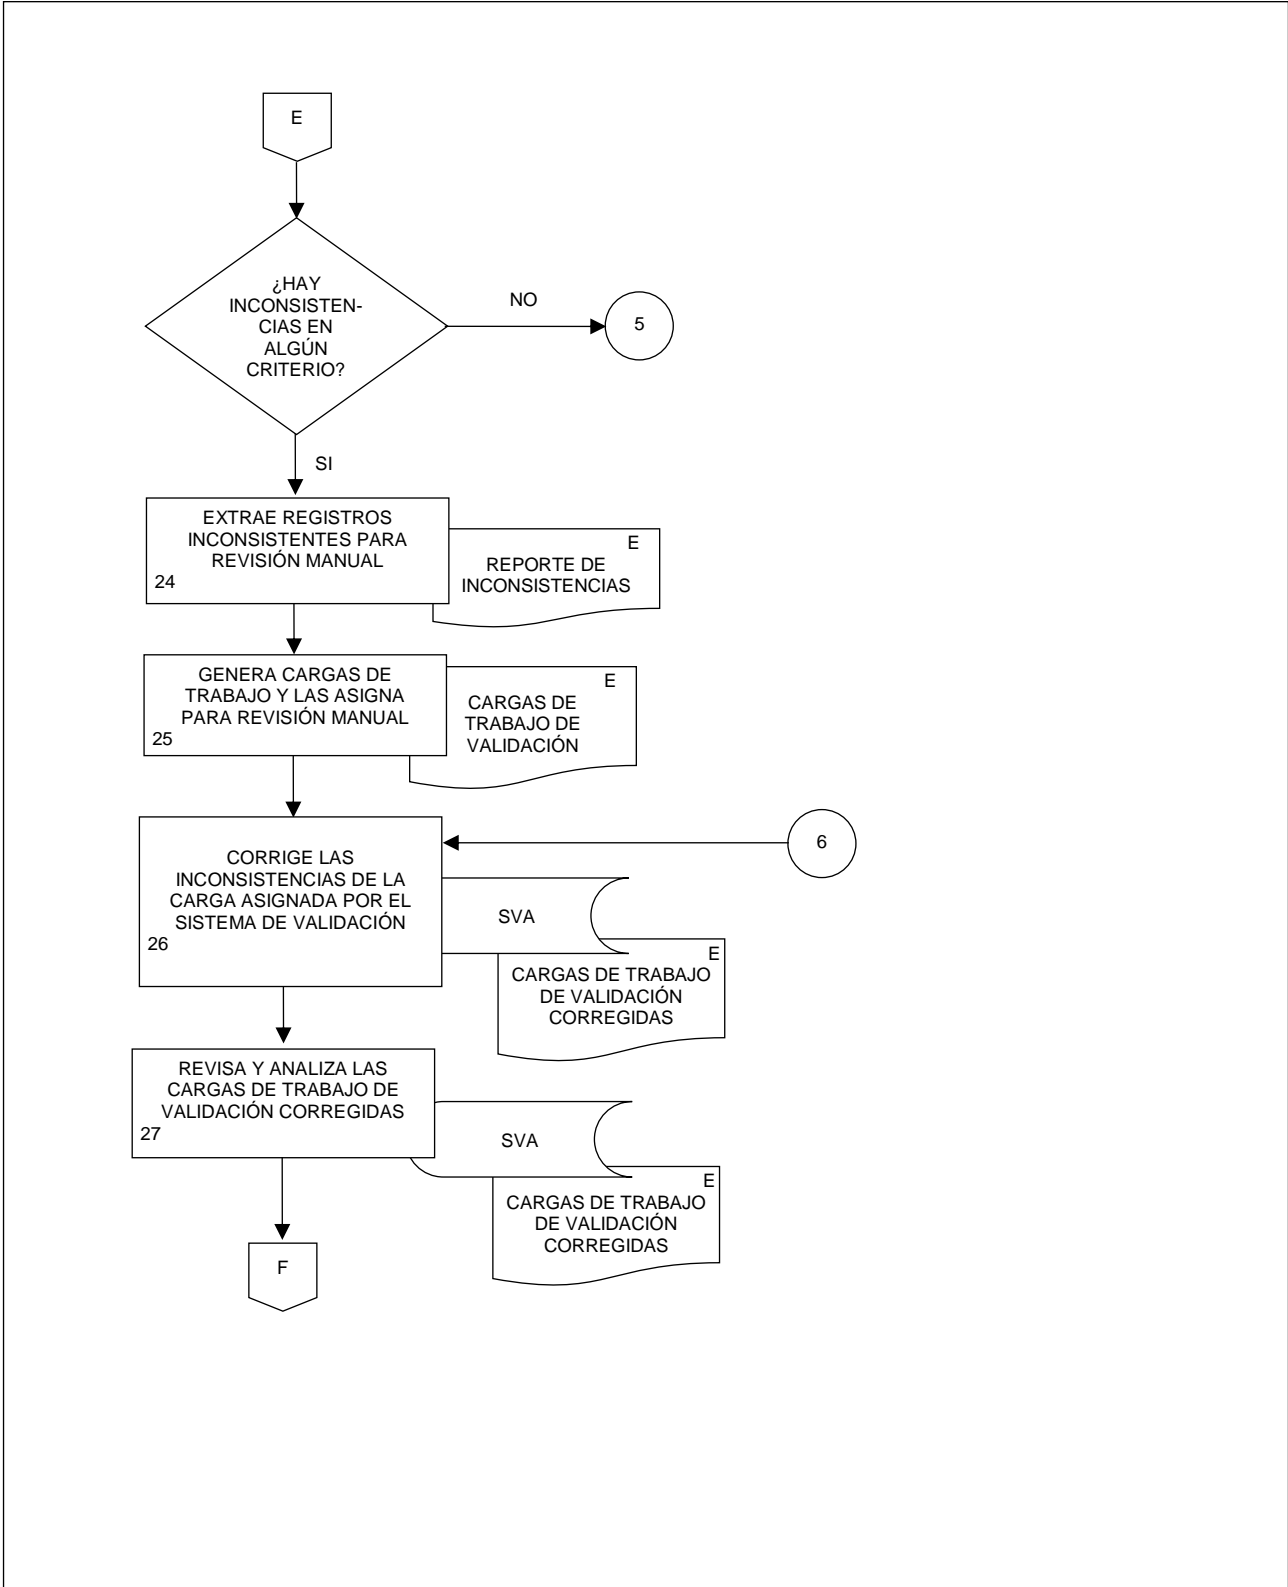 E
¿HAY
INCONSISTEN-
CIAS EN
ALGÚN
CRITERIO?
NO
5
SI
EXTRAE REGISTROS
INCONSISTENTES PARA
REVISIÓN MANUAL
24
E
REPORTE DE
INCONSISTENCIAS
GENERA CARGAS DE
TRABAJO Y LAS ASIGNA
PARA REVISIÓN MANUAL
25
E
CARGAS DE
TRABAJO DE
VALIDACIÓN
6
CORRIGE LAS
INCONSISTENCIAS DE LA
CARGA ASIGNADA POR EL
SISTEMA DE VALIDACIÓN
26
SVA
E
CARGAS DE TRABAJO
DE VALIDACIÓN
CORREGIDAS
REVISA Y ANALIZA LAS
CARGAS DE TRABAJO DE
VALIDACIÓN CORREGIDAS
27
SVA
E
CARGAS DE TRABAJO
DE VALIDACIÓN
CORREGIDAS
F